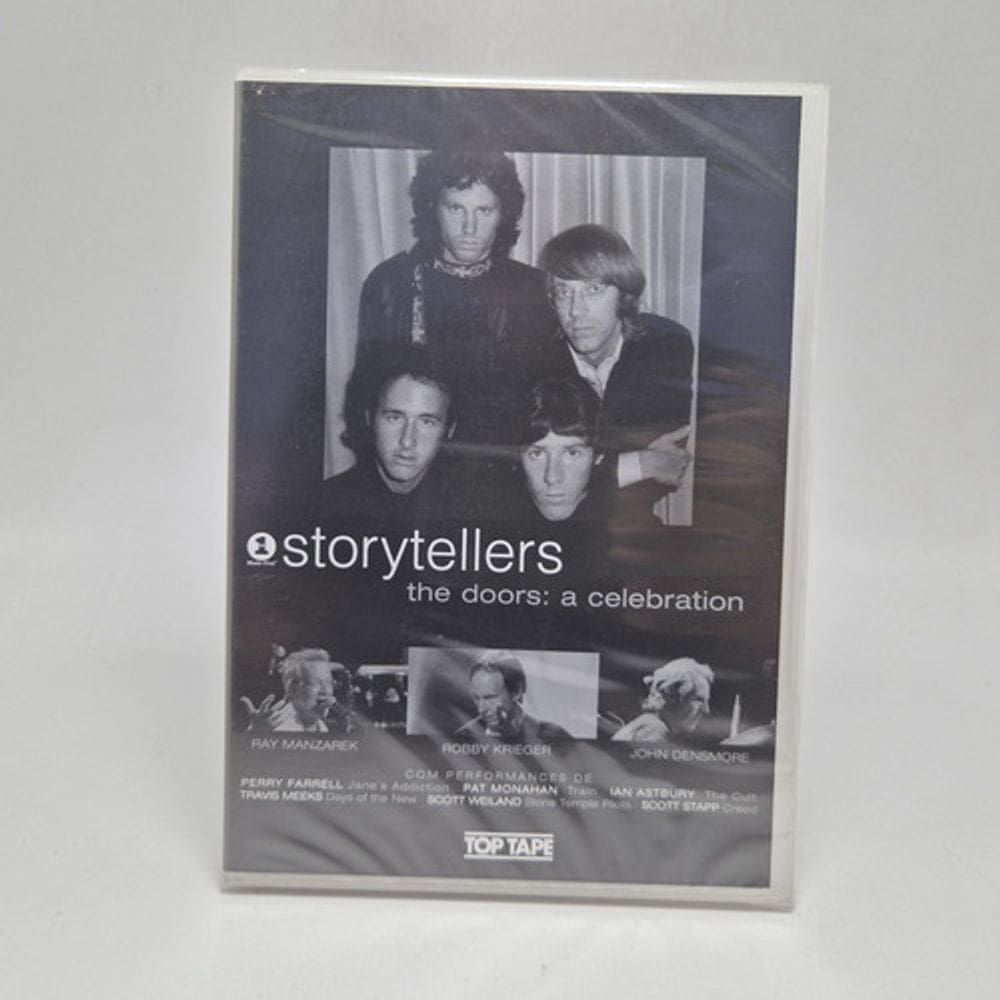 storytellers
the doors: a celebration
RAY MANZAREK
ROBBY KRIEGER
JOHN DENSMORE
COM PERFORMANCES DE
PERRY FARRELL Jane's Addiction PAT MONAHAN Train IAN ASTBURY The Cult
TRAVIS MEEKS Days of the New SCOTT WEILAND Stone Temple Pilots SCOTT STAPP Creed
TOP TAPE